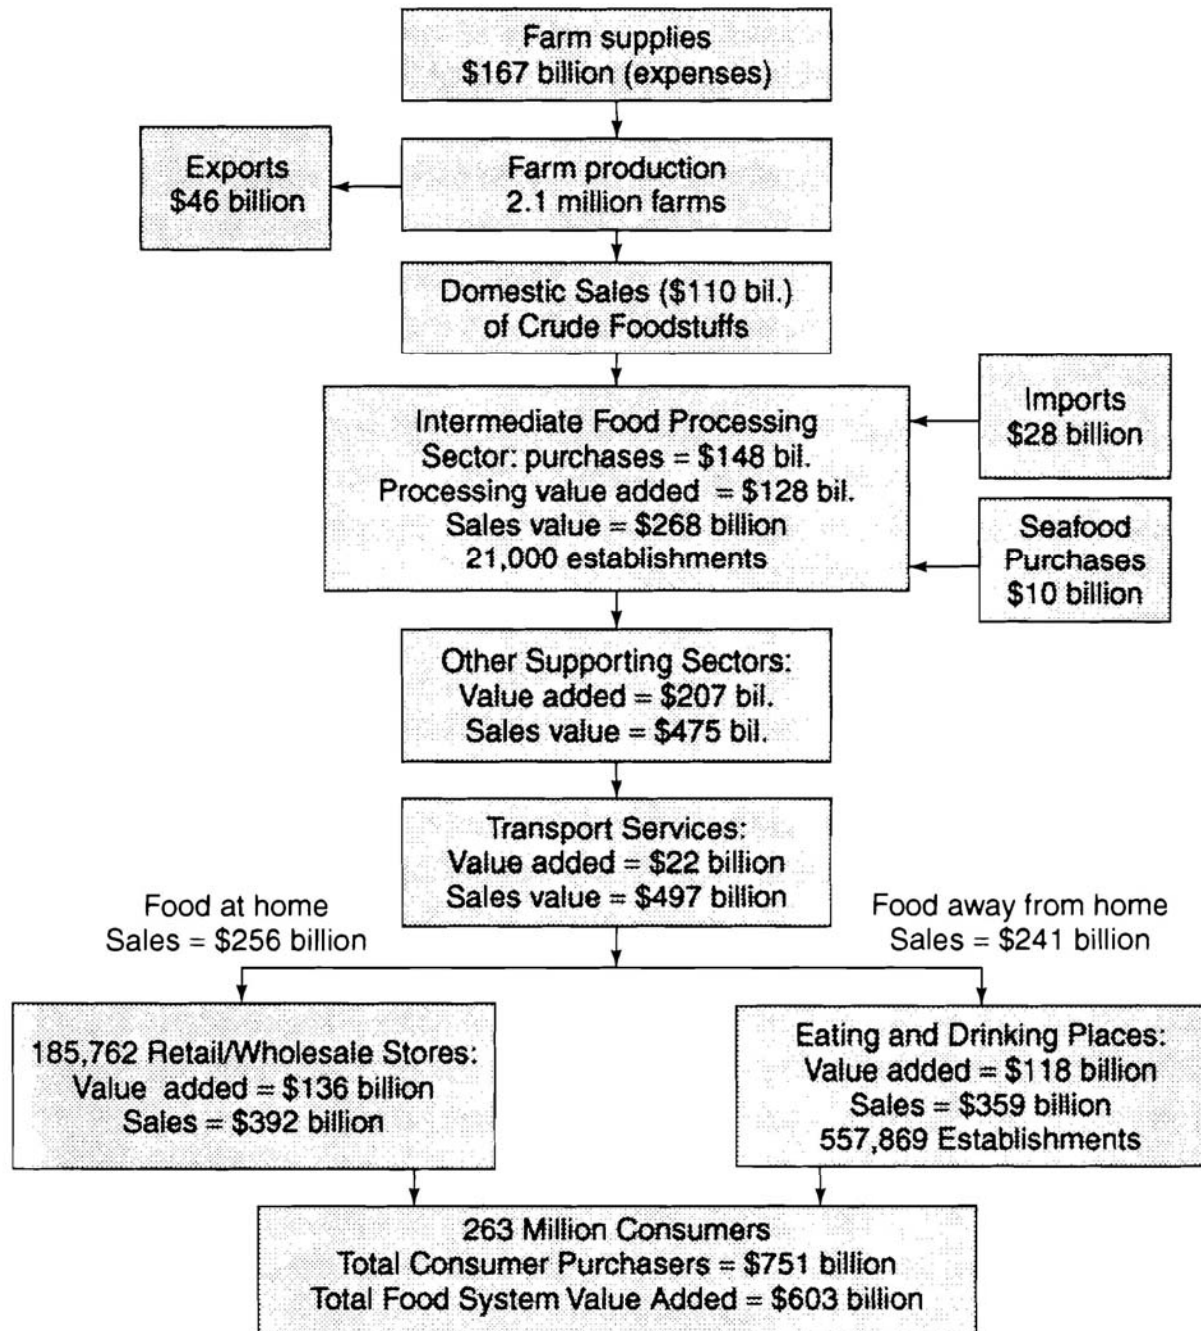 Farm supplies
$167 billion (expenses)
Exports
$46 billion
Farm production
2.1 million farms
Domestic Sales ($110 bil.)
of Crude Foodstuffs
Intermediate Food Processing
Sector: purchases = $148 bil.
Processing value added = $128 bil.
Sales value = $268 billion
21,000 establishments
Imports
$28 billion
Seafood
Purchases
$10 billion
Other Supporting Sectors:
Value added = $207 bil.
Sales value = $475 bil.
Transport Services:
Value added = $22 billion
Sales value = $497 billion
Food at home
Sales = $256 billion
Food away from home
Sales = $241 billion
185,762 Retail/Wholesale Stores:
Value added = $136 billion
Sales = $392 billion
Eating and Drinking Places:
Value added = $118 billion
Sales = $359 billion
557,869 Establishments
263 Million Consumers
Total Consumer Purchasers = $751 billion
Total Food System Value Added = $603 billion